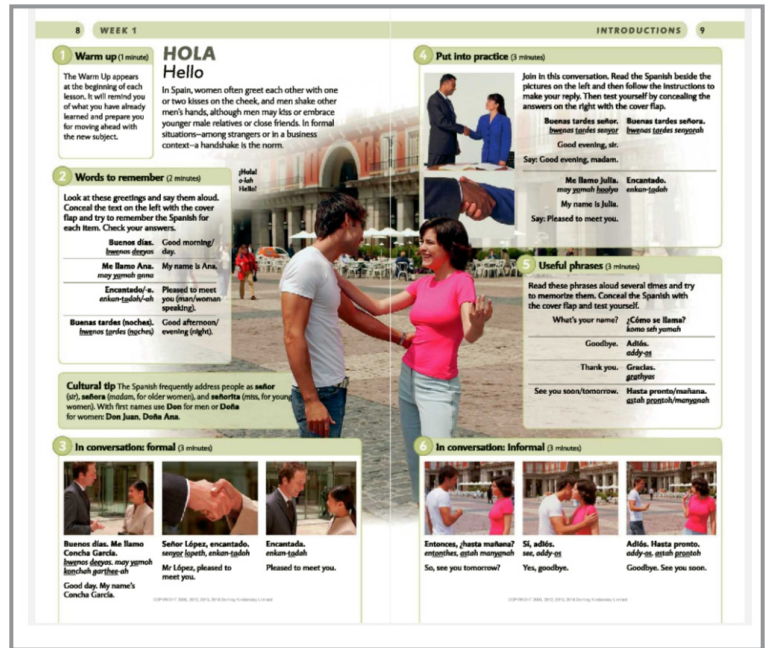 8 WEEK 1
1 Warm up (1 minute)
The Warm Up appears
at the beginning of each
lesson. It will remind you
of what you have already
learned and prepare you
for moving ahead with
the new subject.
HOLA
Hello
In Spain, women often greet each other with one
or two kisses on the cheek, and men shake other
men's hands, although men may kiss or embrace
younger male relatives or close friends. In formal
situations–among strangers or in a business
context–a handshake is the norm.
2 Words to remember (2 minutes)
Look at these greetings and say them aloud.
Conceal the text on the left with the cover
flap and try to remember the Spanish for
each item. Check your answers.
Buenos días. Good morning/
bwenas deeyas day.
Me llamo Ana. My name is Ana.
may yamoh anna
Encantado/-a. Pleased to meet
enkan-tadoh/-ah you (man/woman
speaking).
Buenas tardes (noches). Good afternoon/
bwenas tardes (noches) evening (night).
¡Hola!
o-lah
Hello!
Cultural tip The Spanish frequently address people as señor
(sir), señora (madam, for older women), and señorita (miss, for young
women). With first names use Don for men or Doña
for women: Don Juan, Doña Ana.
3 In conversation: formal (3 minutes)
Buenos días. Me llamo
Concha García.
bwenas deeyas. may yamoh
konchah garthee-ah
Good day. My name's
Concha García.
Señor López, encantado.
senyor lopeth, enkan-tadoh
Mr López, pleased to
meet you.
Encantada.
enkan-tadah
Pleased to meet you.
INTRODUCTIONS 9
4 Put into practice (3 minutes)
Join in this conversation. Read the Spanish beside the
pictures on the left and then follow the instructions to
make your reply. Then test yourself by concealing the
answers on the right with the cover flap.
Buenas tardes señor. Buenas tardes señora.
bwenas tardes senyor bwenas tardes senyorah
Good evening, sir.
Say: Good evening, madam.
Me llamo Julia. Encantado.
may yamoh hoolya enkan-tadoh
My name is Julia.
Say: Pleased to meet you.
5 Useful phrases (3 minutes)
Read these phrases aloud several times and try
to memorize them. Conceal the Spanish with
the cover flap and test yourself.
What's your name? ¿Cómo se llama?
komo seh yamah
Goodbye. Adiós.
addy-os
Thank you. Gracias.
grathyas
See you soon/tomorrow. Hasta pronto/mañana.
astah prontoh/manyanah
6 In conversation: informal (3 minutes)
Entonces, ¿hasta mañana?
entonthes, astah manyanah
So, see you tomorrow?
Sí, adiós.
see, addy-os
Yes, goodbye.
Adiós. Hasta pronto.
addy-os. astah prontah
Goodbye. See you soon.